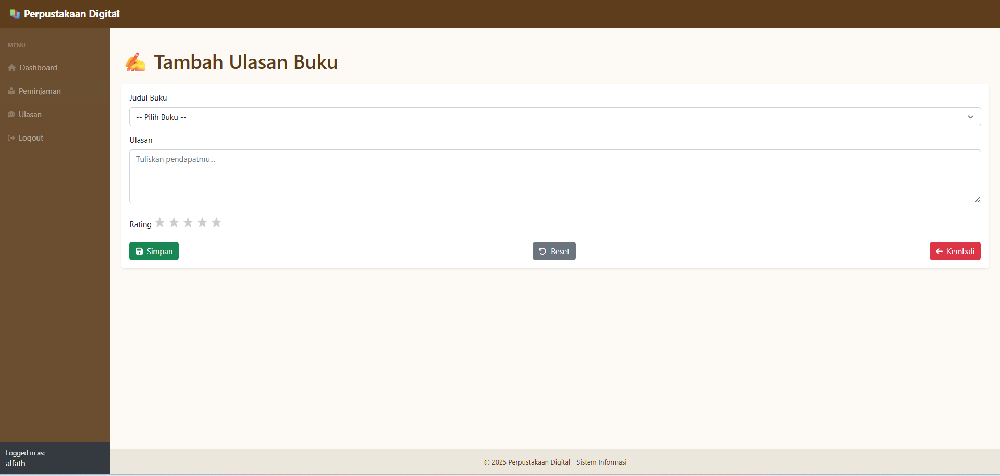 Perpustakaan Digital
MENU
Dashboard
Peminjaman
Ulasan
Logout
Logged in as:
alfath
Tambah Ulasan Buku
Judul Buku
-- Pilih Buku --
Ulasan
Tuliskan pendapatmu...
Rating ★ ★ ★ ★ ★
Simpan
Reset
Kembali
© 2025 Perpustakaan Digital - Sistem Informasi